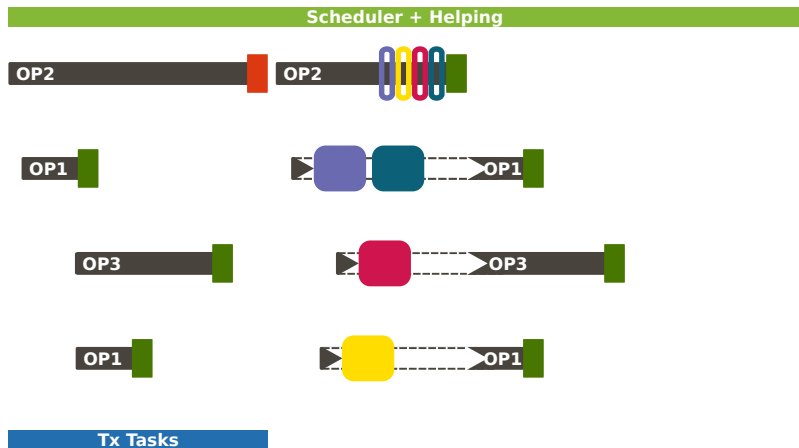 Scheduler + Helping
OP2 OP2
OP1 OP1
OP3 OP3
OP1 OP1
Tx Tasks